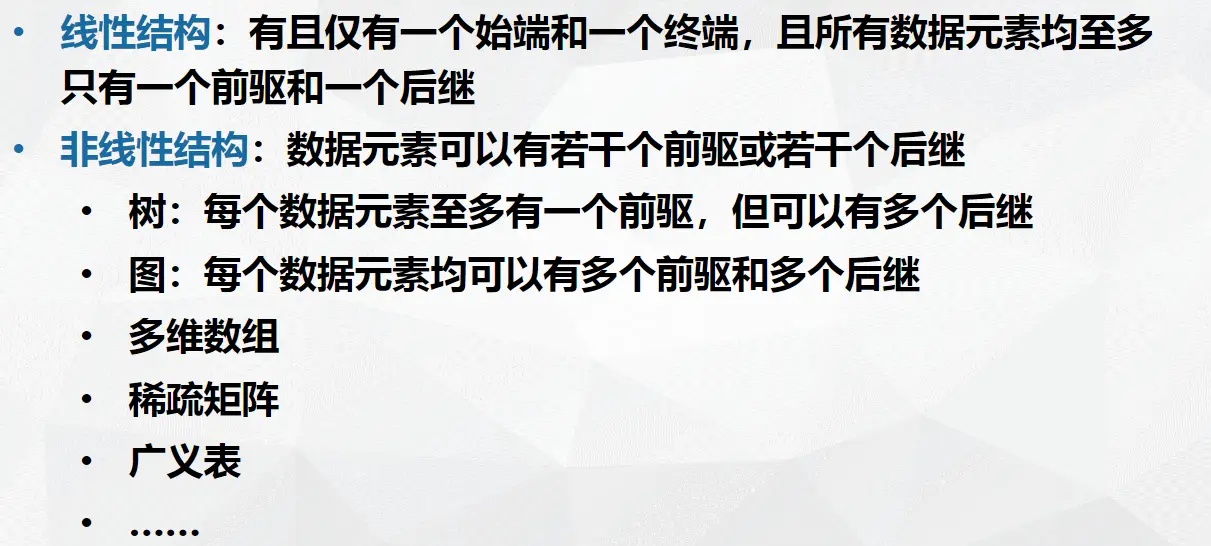 • 线性结构：有且仅有一个始端和一个终端，且所有数据元素均至多
只有一个前驱和一个后继
• 非线性结构：数据元素可以有若干个前驱或若干个后继
• 树：每个数据元素至多有一个前驱，但可以有多个后继
• 图：每个数据元素均可以有多个前驱和多个后继
• 多维数组
• 稀疏矩阵
• 广义表
• ……